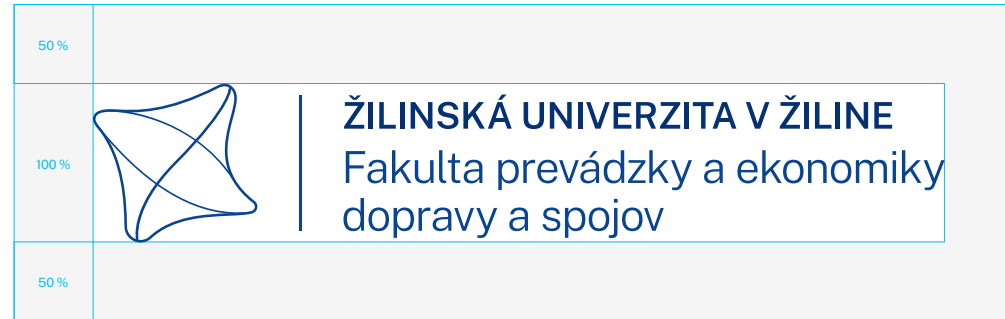 50 %
100 %
ŽILINSKÁ UNIVERZITA V ŽILINE
Fakulta prevádzky a ekonomiky
dopravy a spojov
50 %